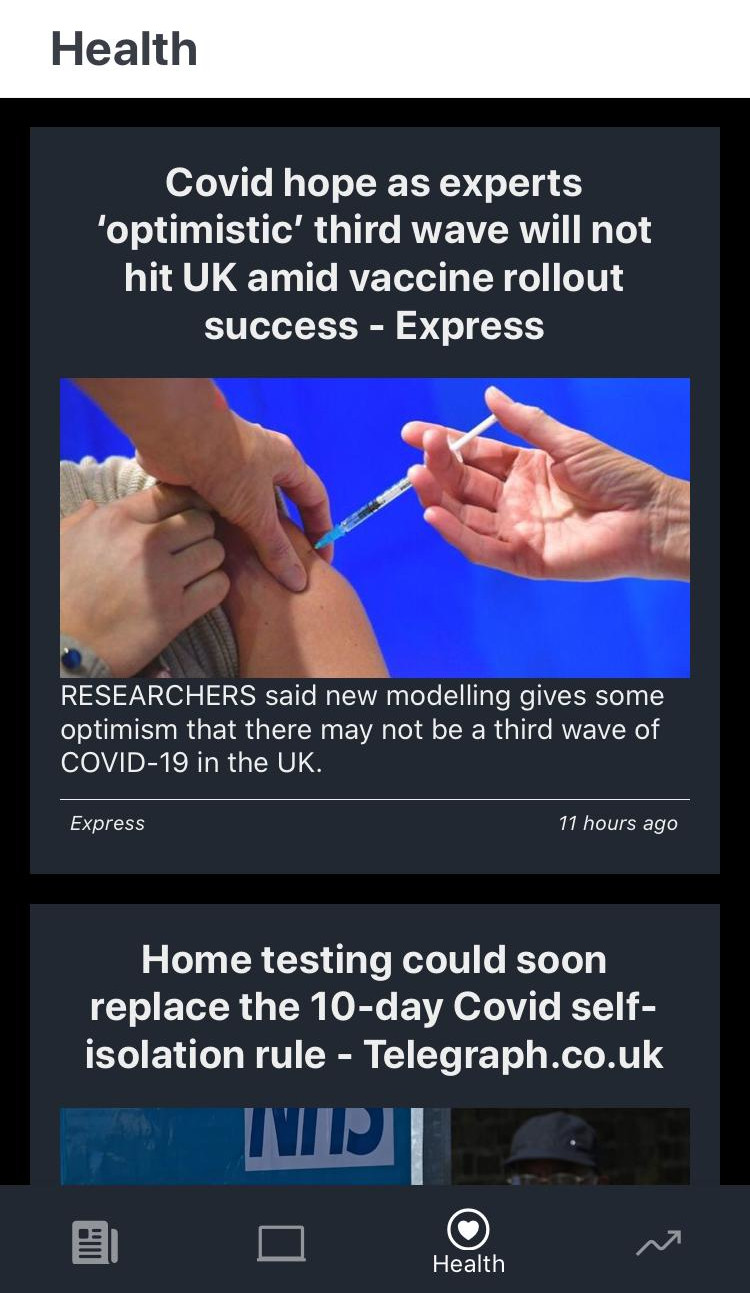 Health
Covid hope as experts
‘optimistic’ third wave will not
hit UK amid vaccine rollout
success - Express
RESEARCHERS said new modelling gives some
optimism that there may not be a third wave of
COVID-19 in the UK.
Express
11 hours ago
Home testing could soon
replace the 10-day Covid self-
isolation rule - Telegraph.co.uk
NHS
Health